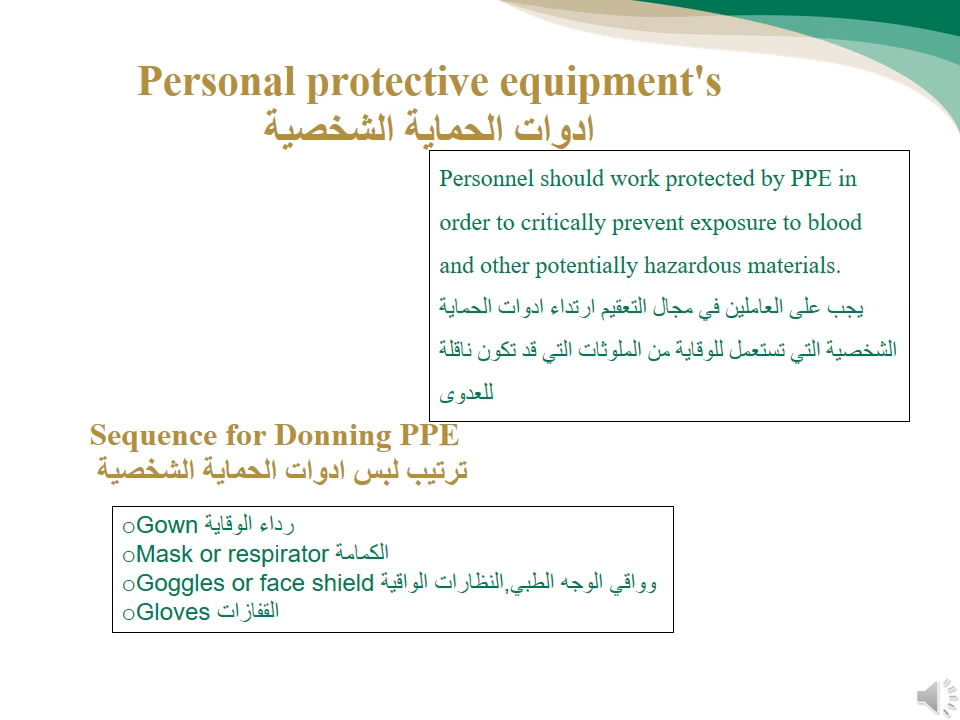 Personal protective equipment's
ادوات الحماية الشخصية
Personnel should work protected by PPE in
order to critically prevent exposure to blood
and other potentially hazardous materials.
يجب على العاملين في مجال التعقيم ارتداء ادوات الحماية
الشخصية التي تستعمل للوقاية من الملوثات التي قد تكون ناقلة
للعدوى
Sequence for Donning PPE
ترتيب لبس ادوات الحماية الشخصية
oGown رداء الوقاية
oMask or respirator الكمامة
oGoggles or face shield وواقي الوجه الطبي,النظارات الواقية
oGloves القفازات